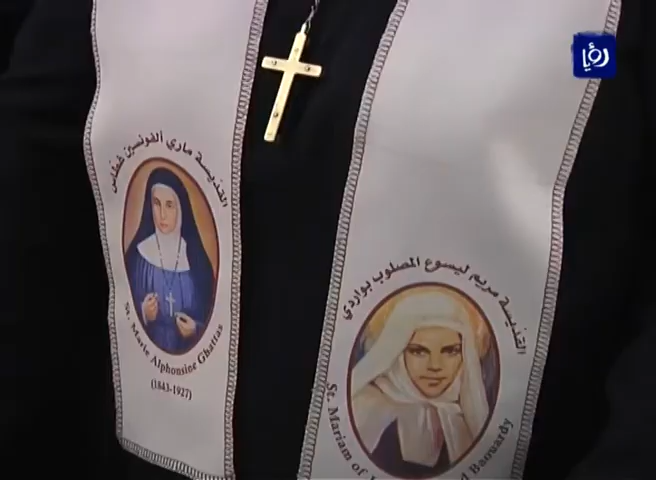 رؤيا
القديسة ماري ألفونسين غطاس
St. Marie Alphonsine Ghattas
(1843-1927)
القديسة مريم ليسوع المصلوب بواردي
St. Mariam of
d Baouardy